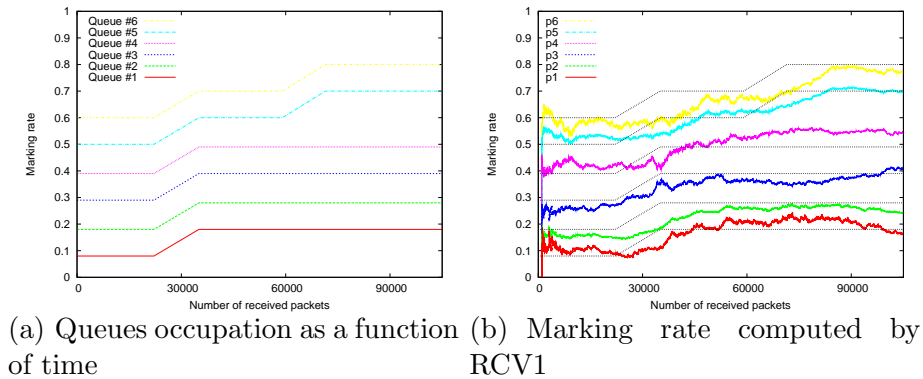 1
0.9
0.8
0.7
0.6
0.5
0.4
0.3
0.2
0.1
0
Marking rate
Queue #6
Queue #5
Queue #4
Queue #3
Queue #2
Queue #1
0 30000 60000 90000
Number of received packets
(a) Queues occupation as a function of time
1
0.9
0.8
0.7
0.6
0.5
0.4
0.3
0.2
0.1
0
Marking rate
p6
p5
p4
p3
p2
p1
0 30000 60000 90000
Number of received packets
(b) Marking rate computed by
RCV1